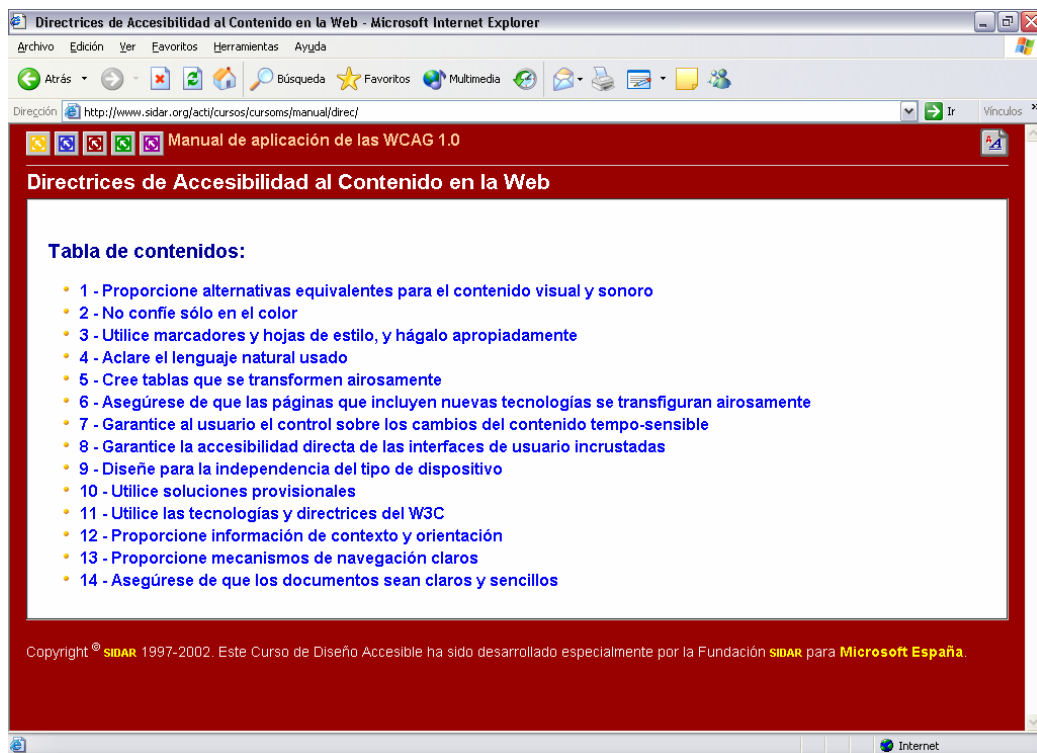 Directrices de Accesibilidad al Contenido en la Web - Microsoft Internet Explorer
Archivo Edición Ver Favoritos Herramientas Ayuda
Atrás Búsqueda Favoritos Multimedia
Dirección http://www.sidar.org/acti/cursos/cursoms/manual/direc/ Ir Vínculos »
Manual de aplicación de las WCAG 1.0
Directrices de Accesibilidad al Contenido en la Web
Tabla de contenidos:
1 - Proporcione alternativas equivalentes para el contenido visual y sonoro
2 - No confíe sólo en el color
3 - Utilice marcadores y hojas de estilo, y hágalo apropiadamente
4 - Aclare el lenguaje natural usado
5 - Cree tablas que se transformen airosamente
6 - Asegúrese de que las páginas que incluyen nuevas tecnologías se transfiguran airosamente
7 - Garantice al usuario el control sobre los cambios del contenido tempo-sensible
8 - Garantice la accesibilidad directa de las interfaces de usuario incrustadas
9 - Diseñe para la independencia del tipo de dispositivo
10 - Utilice soluciones provisionales
11 - Utilice las tecnologías y directrices del W3C
12 - Proporcione información de contexto y orientación
13 - Proporcione mecanismos de navegación claros
14 - Asegúrese de que los documentos sean claros y sencillos
Copyright © SIDAR 1997-2002. Este Curso de Diseño Accesible ha sido desarrollado especialmente por la Fundación SIDAR para Microsoft España.
Internet